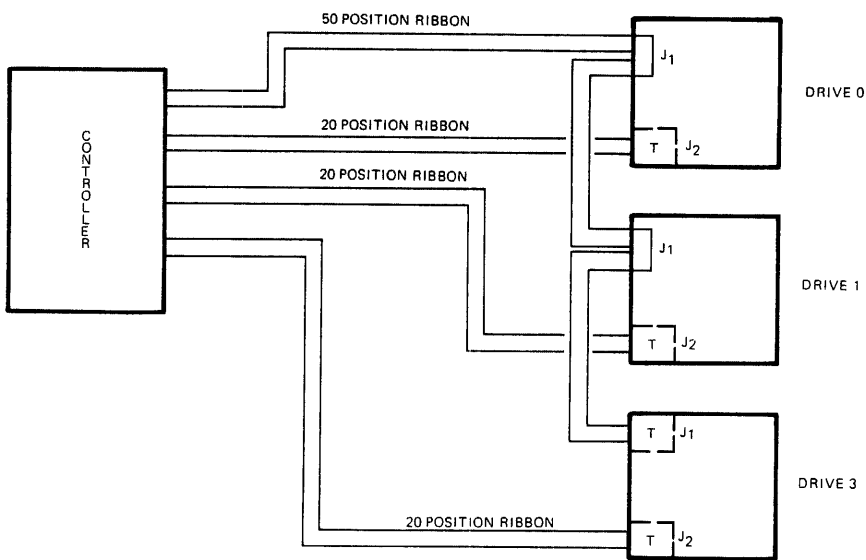 50 POSITION RIBBON
J1
DRIVE 0
CONTROLLER
20 POSITION RIBBON
T J2
20 POSITION RIBBON
J1
DRIVE 1
T J2
T J1
DRIVE 3
20 POSITION RIBBON
T J2